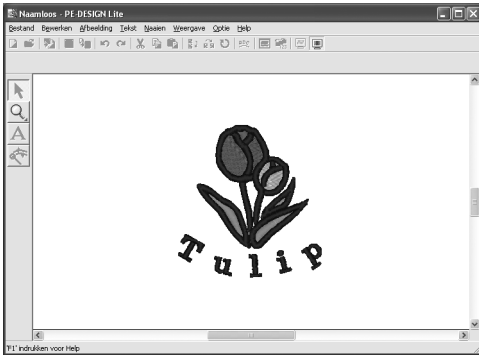 Naamloos - PE-DESIGN Lite
Bestand Bewerken Afbeelding Tekst Naaien Weergave Optie Help
A
Tulip
'F1' indrukken voor Help